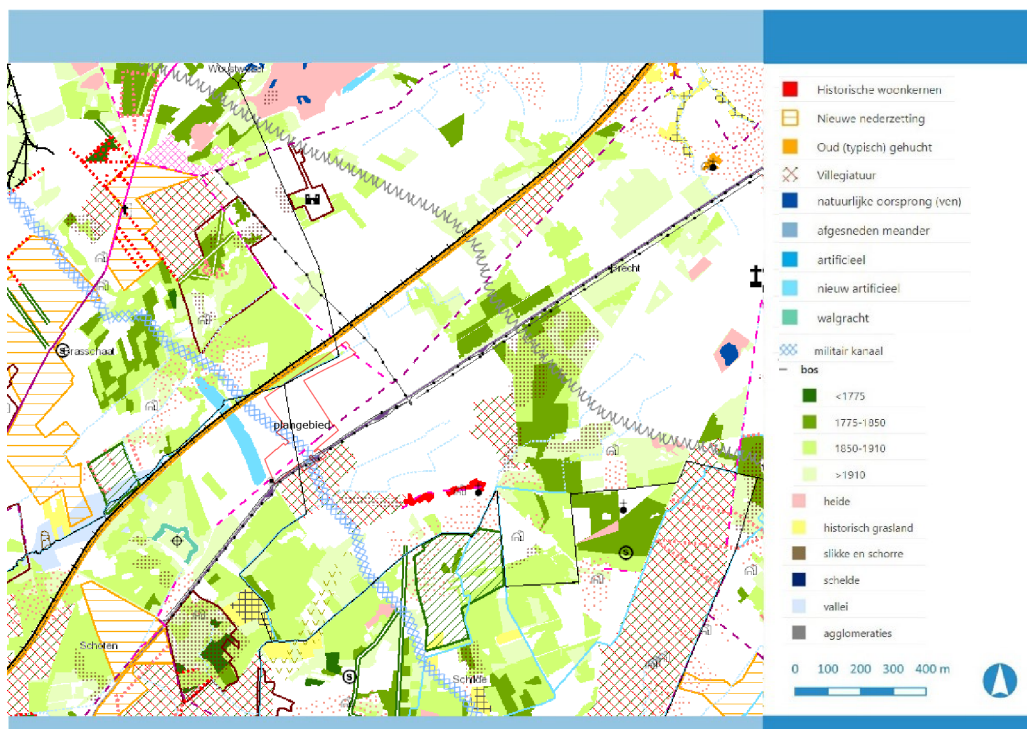 Woustwezel
Brecht
Brasschaat
plangebied
Schoten
Schilde
Historische woonkernen
Nieuwe nederzetting
Oud (typisch) gehucht
Villegiatuur
natuurlijke oorsprong (ven)
afgesneden meander
artificieel
nieuw artificieel
walgracht
militair kanaal
bos
<1775
1775-1850
1850-1910
>1910
heide
historisch grasland
slikke en schorre
schelde
vallei
agglomeraties
0 100 200 300 400 m